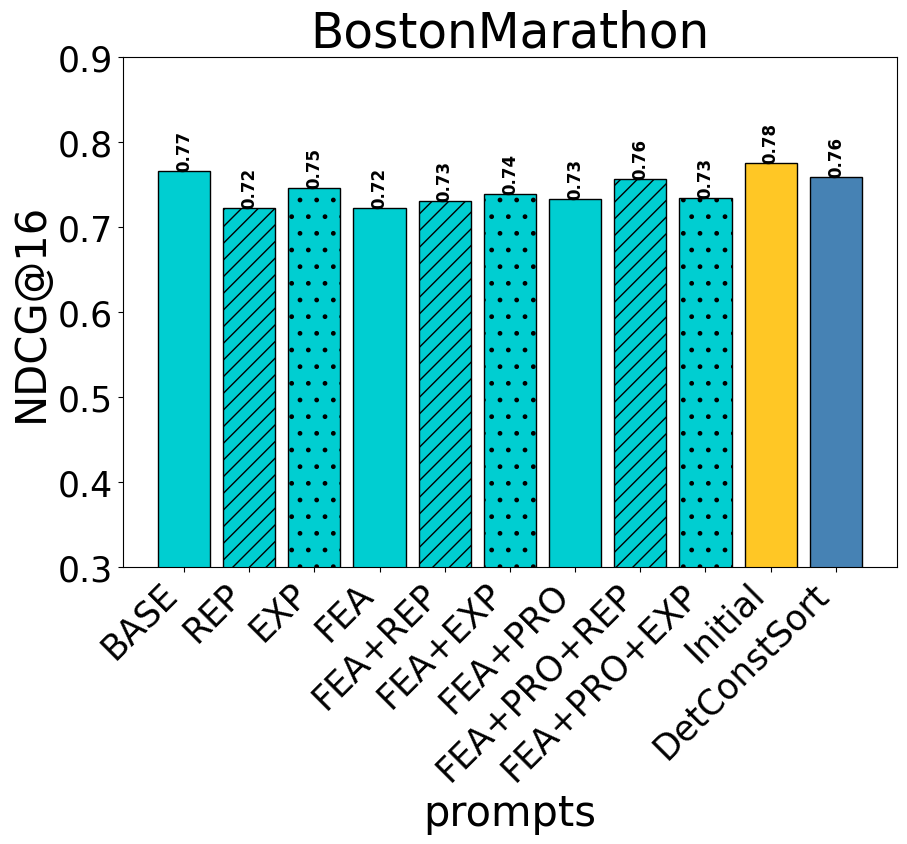 BostonMarathon
NDCG@16
0.9
0.8
0.7
0.6
0.5
0.4
0.3
0.77
0.72
0.75
0.72
0.73
0.74
0.73
0.76
0.73
0.78
0.76
BASE
REP
EXP
FEA
FEA+REP
FEA+EXP
FEA+PRO
FEA+PRO+REP
FEA+PRO+EXP
Initial
DetConstSort
prompts